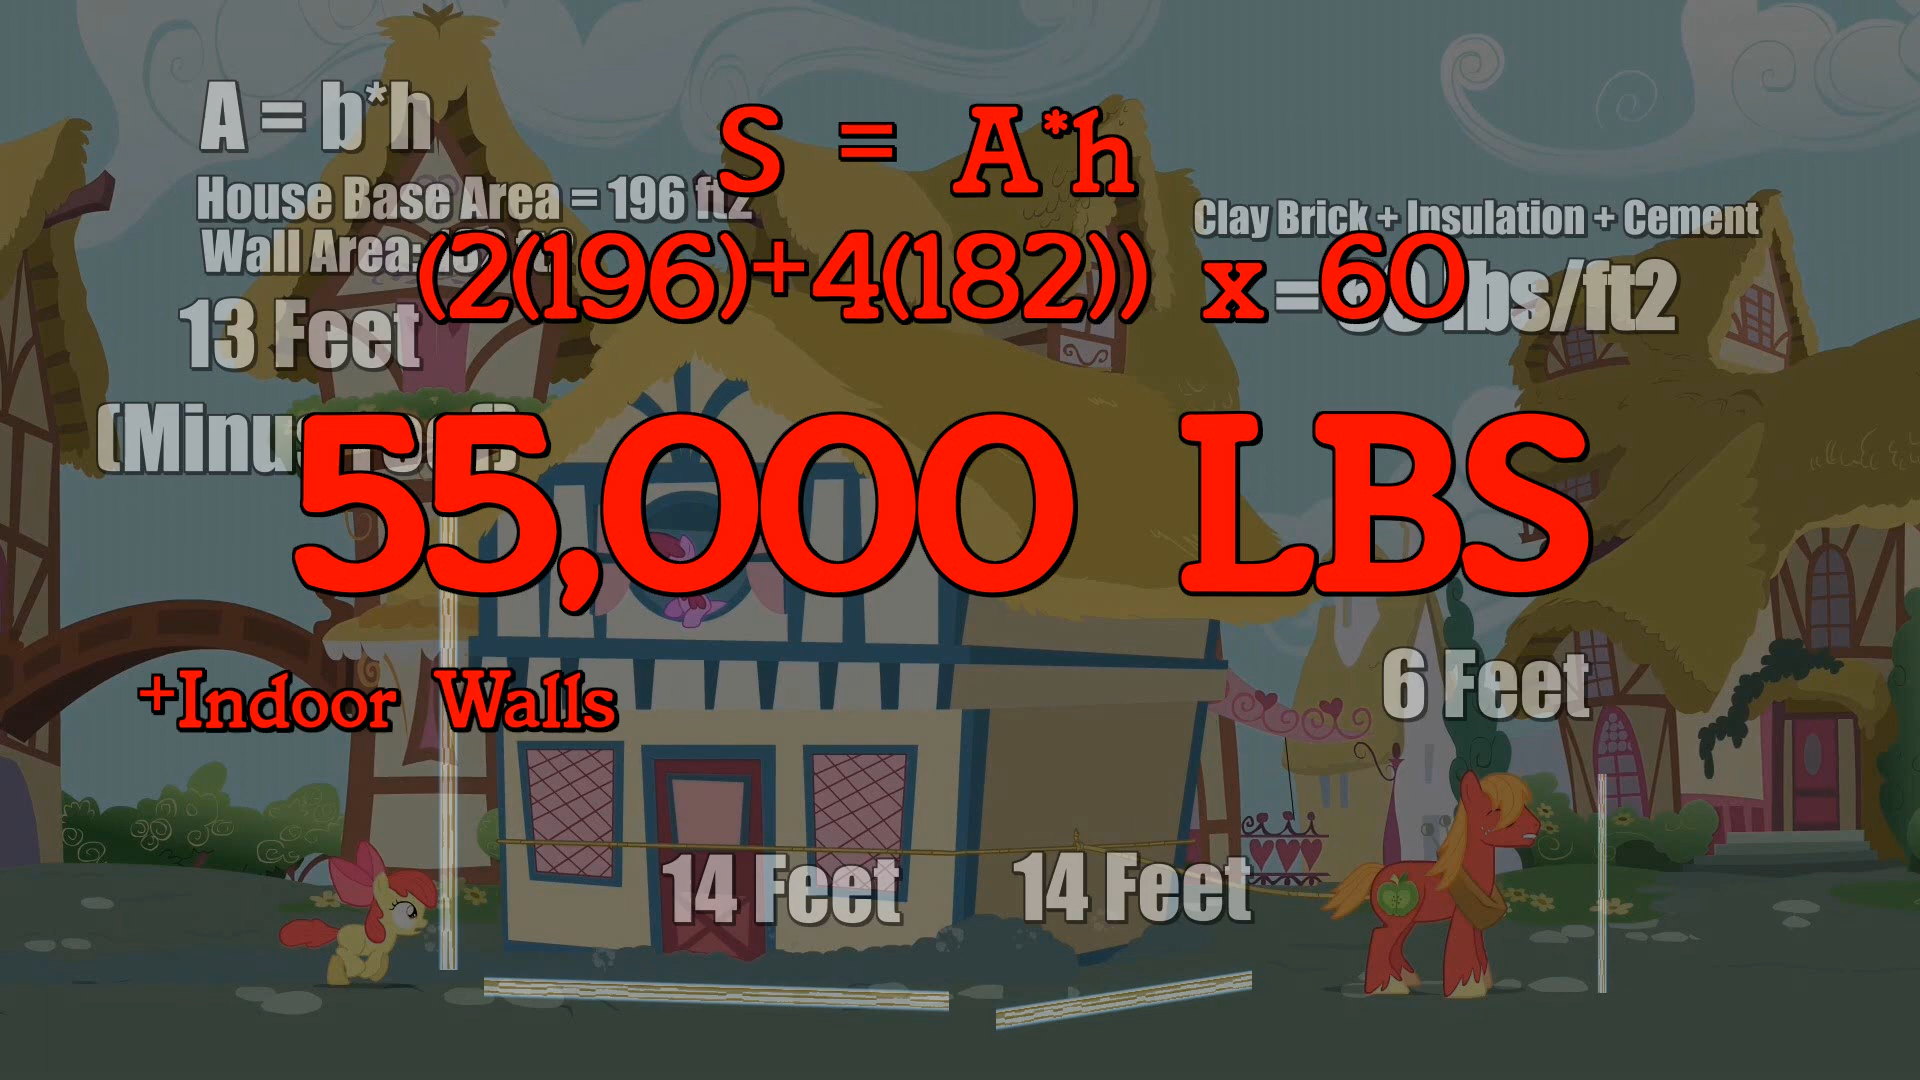 A = b*h
S = A*h
House Base Area = 196 ft2
Wall Area:
Clay Brick + Insulation + Cement
(2(196)+4(182)) x 60
= lbs/ft2
13 Feet
(Minus
55,000 LBS
+Indoor Walls
6 Feet
14 Feet
14 Feet